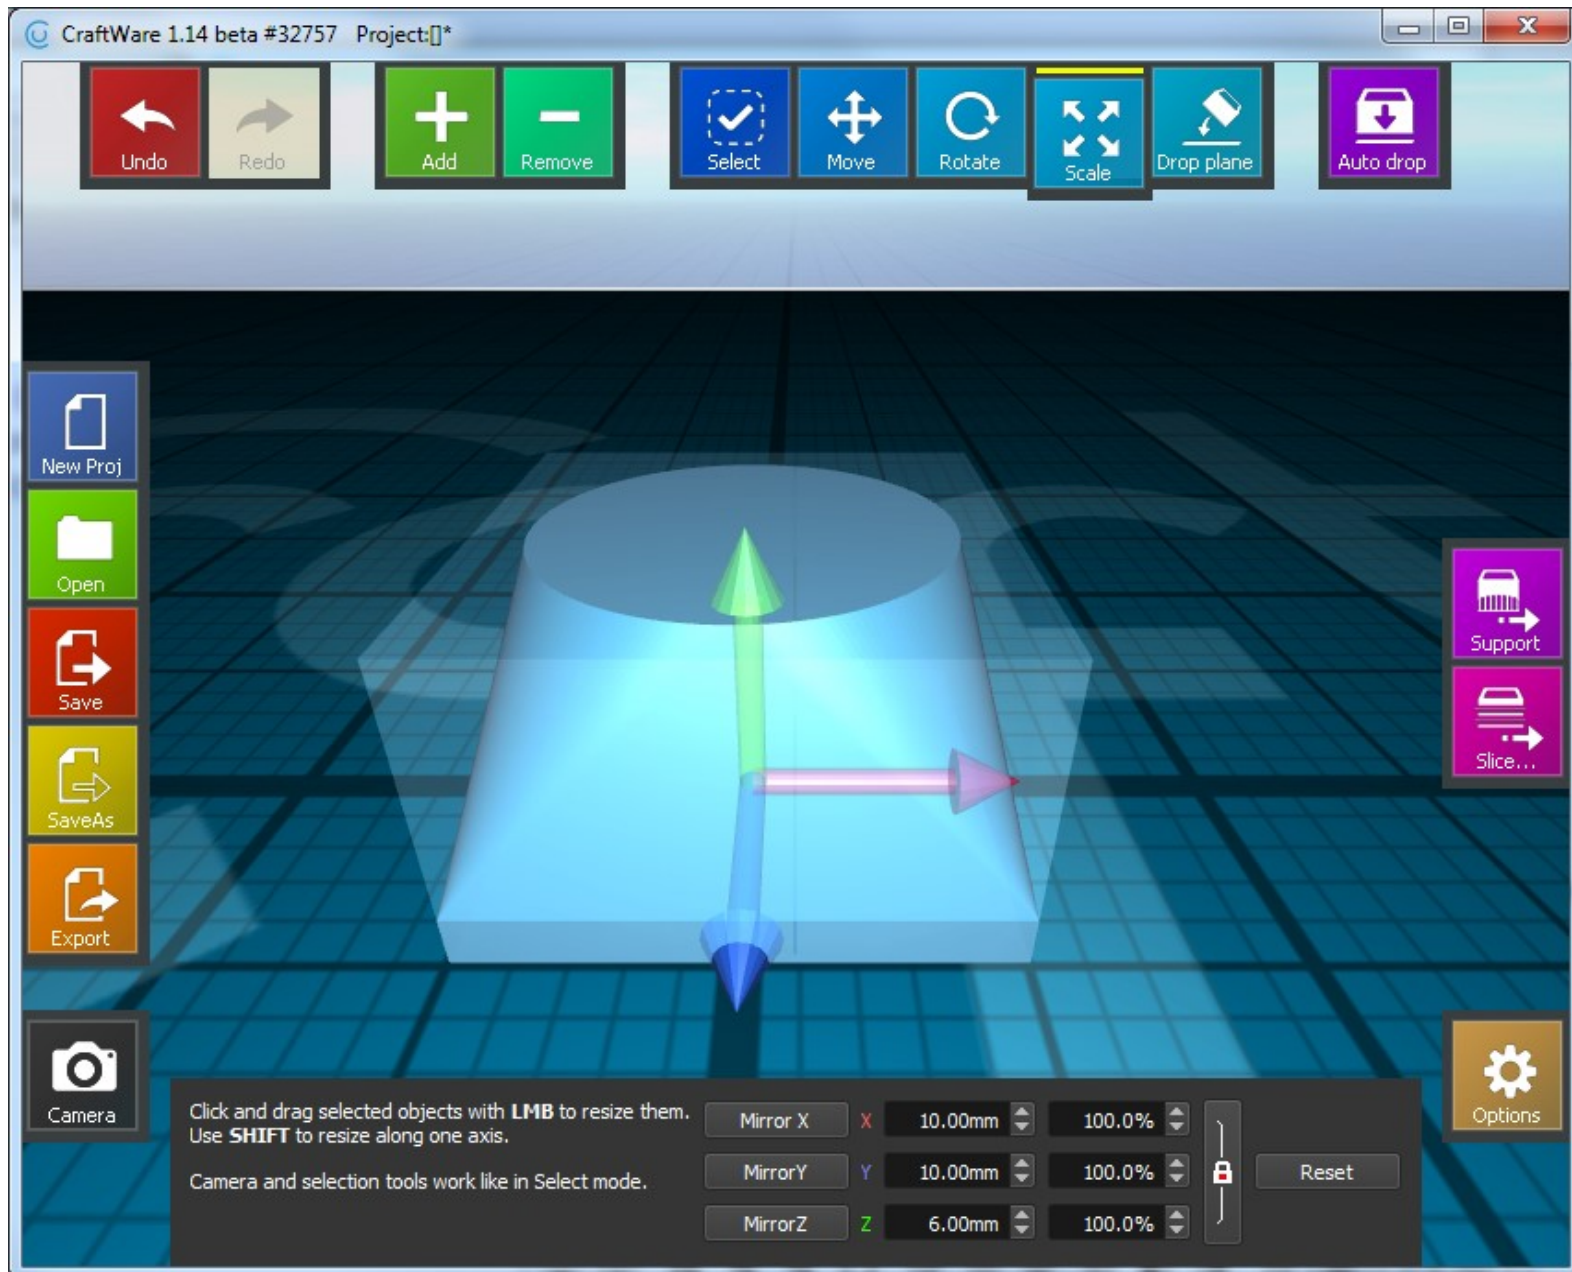 CraftWare 1.14 beta #32757 Project:[]*
Undo
Redo
Add
Remove
Select
Move
Rotate
Scale
Drop plane
Auto drop
New Proj
Open
Save
SaveAs
Export
Camera
Support
Slice...
Options
Click and drag selected objects with LMB to resize them.
Use SHIFT to resize along one axis.
Camera and selection tools work like in Select mode.
Mirror X X 10.00mm 100.0%
MirrorY Y 10.00mm 100.0%
MirrorZ Z 6.00mm 100.0%
Reset